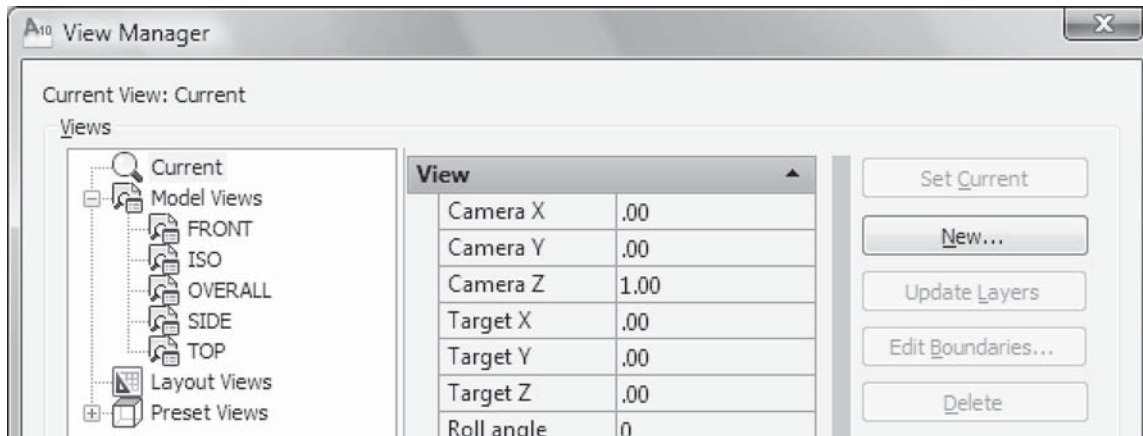 A10 View Manager X
Current View: Current
Views
Current
Model Views
FRONT
ISO
OVERALL
SIDE
TOP
Layout Views
Preset Views
View
Camera X .00
Camera Y .00
Camera Z 1.00
Target X .00
Target Y .00
Target Z .00
Roll angle 0
Set Current
New...
Update Layers
Edit Boundaries...
Delete